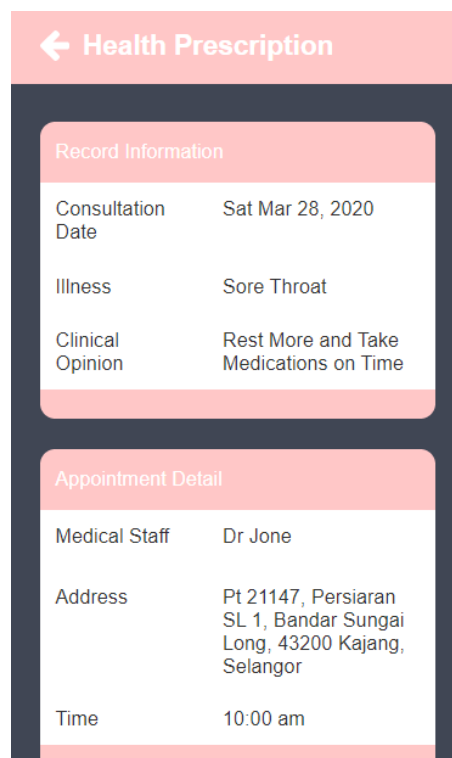 Health Prescription
Record Information
Consultation Date
Sat Mar 28, 2020
Illness
Sore Throat
Clinical Opinion
Rest More and Take
Medications on Time
Appointment Detail
Medical Staff
Dr Jone
Address
Pt 21147, Persiaran
SL 1, Bandar Sungai
Long, 43200 Kajang,
Selangor
Time
10:00 am